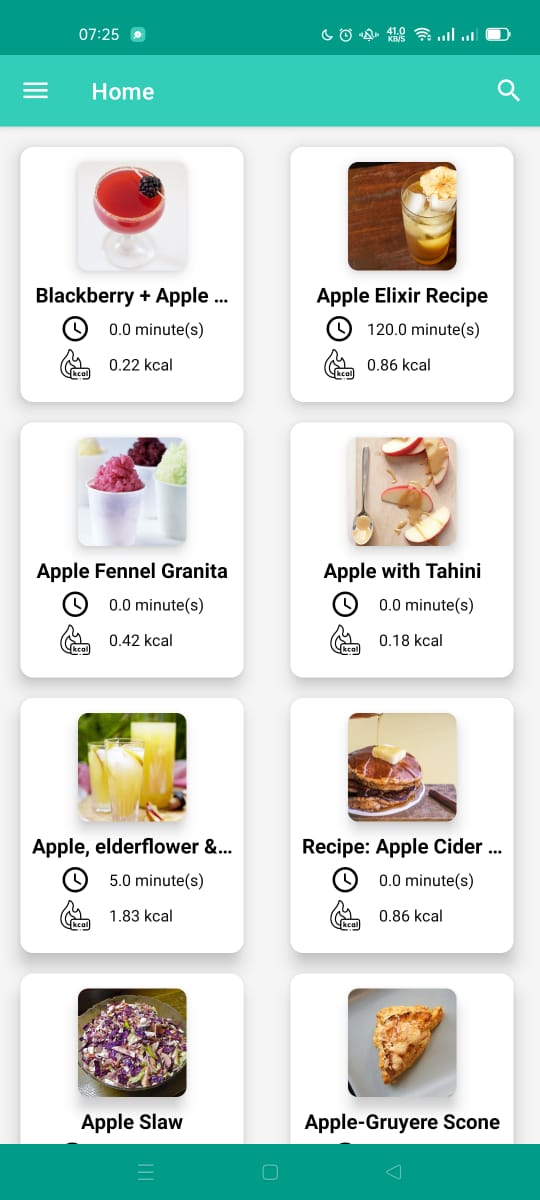 07:25
41.0
KB/S
Home
Blackberry + Apple ...
Apple Elixir Recipe
0.0 minute(s)
120.0 minute(s)
kcal
0.22 kcal
kcal
0.86 kcal
Apple Fennel Granita
Apple with Tahini
0.0 minute(s)
0.0 minute(s)
kcal
0.42 kcal
kcal
0.18 kcal
Apple, elderflower &...
Recipe: Apple Cider ...
5.0 minute(s)
0.0 minute(s)
kcal
1.83 kcal
kcal
0.86 kcal
Apple Slaw
Apple-Gruyere Scone